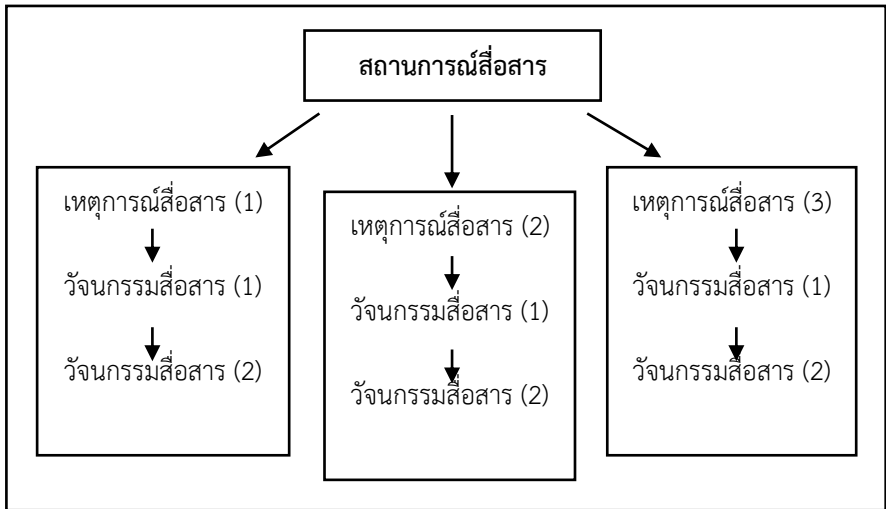 สถานการณ์สื่อสาร
เหตุการณ์สื่อสาร (1)
วัจนกรรมสื่อสาร (1)
วัจนกรรมสื่อสาร (2)
เหตุการณ์สื่อสาร (2)
วัจนกรรมสื่อสาร (1)
วัจนกรรมสื่อสาร (2)
เหตุการณ์สื่อสาร (3)
วัจนกรรมสื่อสาร (1)
วัจนกรรมสื่อสาร (2)